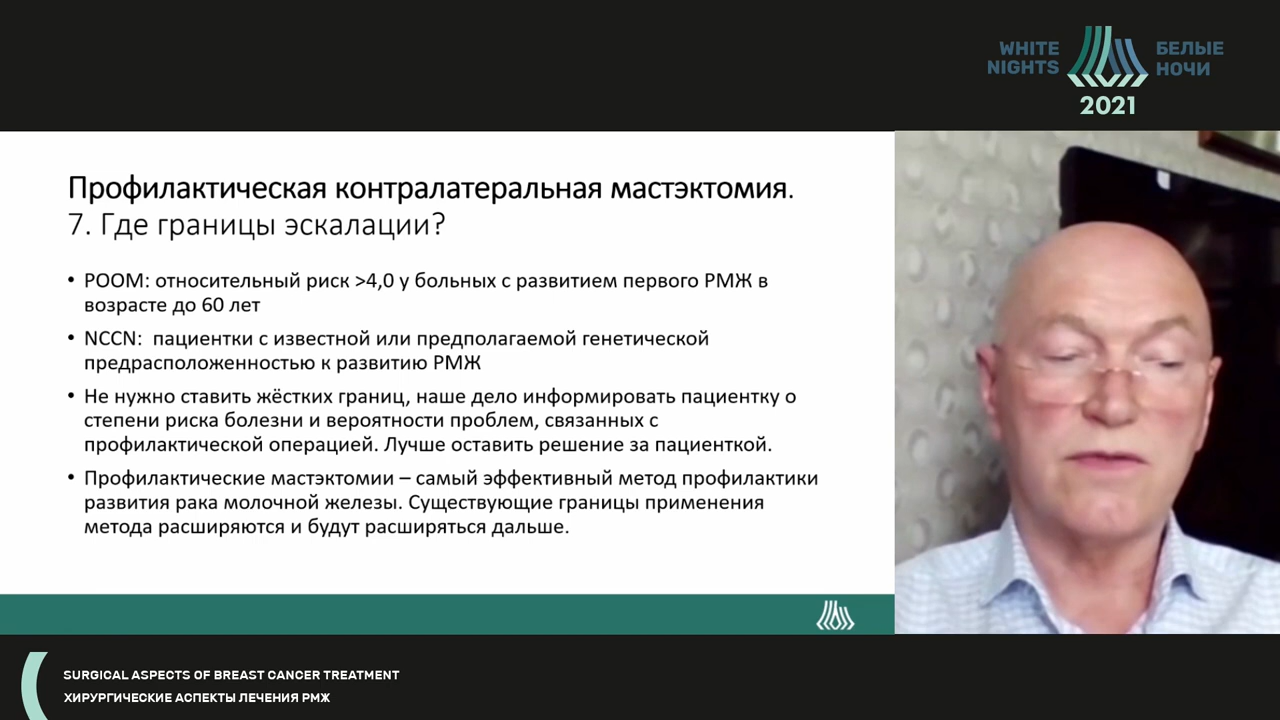 WHITE NIGHTS
БЕЛЫЕ НОЧИ
2021
Профилактическая контралатеральная мастэктомия.
7. Где границы эскалации?
• РООМ: относительный риск >4,0 у больных с развитием первого РМЖ в
возрасте до 60 лет
• NCCN:  пациентки с известной или предполагаемой генетической
предрасположенностью к развитию РМЖ
• Не нужно ставить жёстких границ, наше дело информировать пациентку о
степени риска болезни и вероятности проблем, связанных с
профилактической операцией. Лучше оставить решение за пациенткой.
• Профилактические мастэктомии – самый эффективный метод профилактики
развития рака молочной железы. Существующие границы применения
метода расширяются и будут расширяться дальше.
SURGICAL ASPECTS OF BREAST CANCER TREATMENT
ХИРУРГИЧЕСКИЕ АСПЕКТЫ ЛЕЧЕНИЯ РМЖ